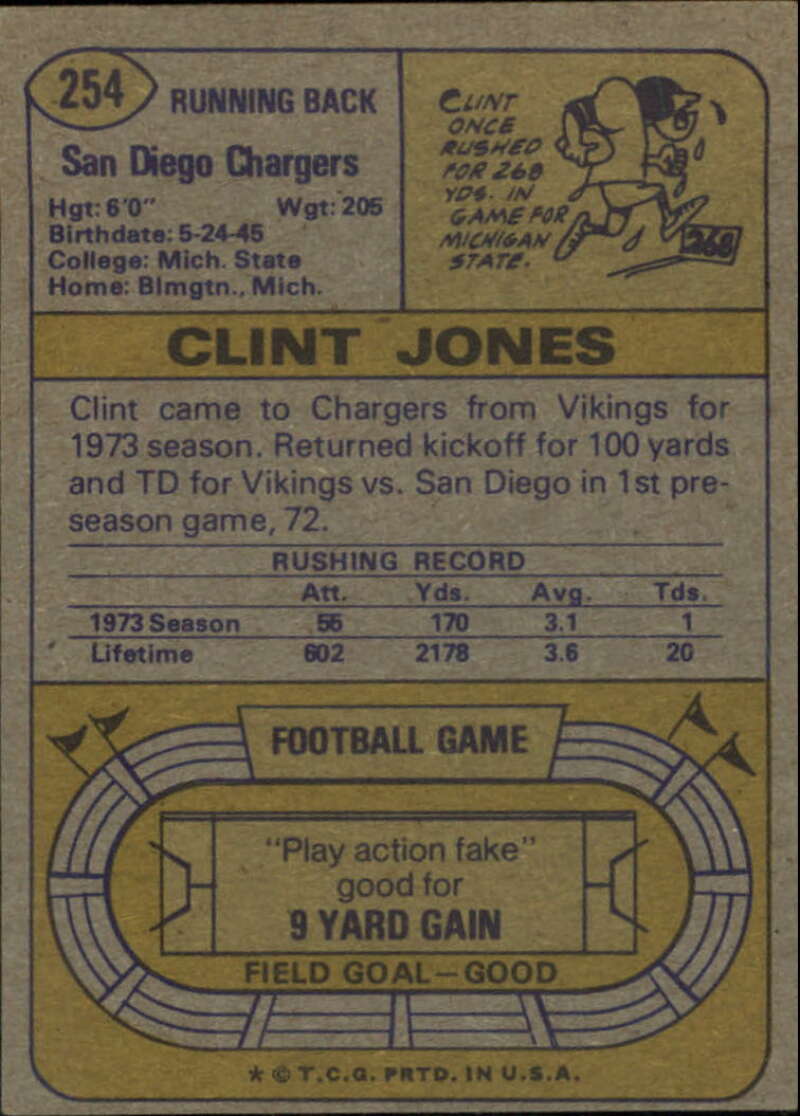 254
RUNNING BACK
San Diego Chargers
Hgt: 6'0" Wgt: 205
Birthdate: 5-24-45
College: Mich. State
Home: Blmgtn., Mich.
CLINT
ONCE
RUSHED
FOR 268
YDS. IN
GAME FOR
MICHIGAN
STATE.
268
CLINT JONES
Clint came to Chargers from Vikings for
1973 season. Returned kickoff for 100 yards
and TD for Vikings vs. San Diego in 1st pre-
season game, 72.
RUSHING RECORD
Att. Yds. Avg. Tds.
1973 Season 55 170 3.1 1
Lifetime 602 2178 3.6 20
FOOTBALL GAME
"Play action fake"
good for
9 YARD GAIN
FIELD GOAL—GOOD
* © T.C.G. PRTD. IN U.S.A.